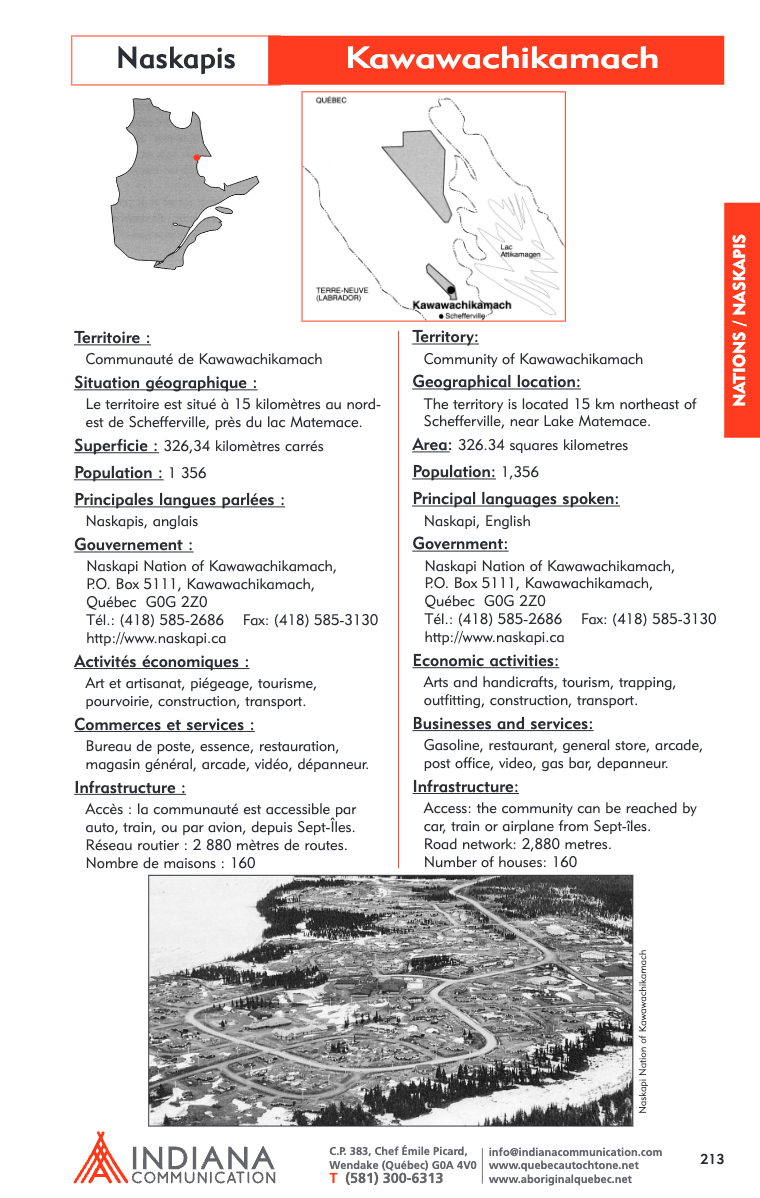 Naskapis
Kawawachikamach
QUÉBEC
Lac
Attikamagen
TERRE-NEUVE
(LABRADOR)
Kawawachikamach
Schefferville
NATIONS / NASKAPIS
Territoire :
Communauté de Kawawachikamach
Situation géographique :
Le territoire est situé à 15 kilomètres au nord-
est de Schefferville, près du lac Matemace.
Superficie : 326,34 kilomètres carrés
Population : 1 356
Principales langues parlées :
Naskapis, anglais
Gouvernement :
Naskapi Nation of Kawawachikamach,
P.O. Box 5111, Kawawachikamach,
Québec G0G 2Z0
Tél.: (418) 585-2686 Fax: (418) 585-3130
http://www.naskapi.ca
Activités économiques :
Art et artisanat, piégeage, tourisme,
pourvoirie, construction, transport.
Commerces et services :
Bureau de poste, essence, restauration,
magasin général, arcade, vidéo, dépanneur.
Infrastructure :
Accès : la communauté est accessible par
auto, train, ou par avion, depuis Sept-Îles.
Réseau routier : 2 880 mètres de routes.
Nombre de maisons : 160
Territory:
Community of Kawawachikamach
Geographical location:
The territory is located 15 km northeast of
Schefferville, near Lake Matemace.
Area: 326.34 squares kilometres
Population: 1,356
Principal languages spoken:
Naskapi, English
Government:
Naskapi Nation of Kawawachikamach,
P.O. Box 5111, Kawawachikamach,
Québec G0G 2Z0
Tél.: (418) 585-2686 Fax: (418) 585-3130
http://www.naskapi.ca
Economic activities:
Arts and handicrafts, tourism, trapping,
outfitting, construction, transport.
Businesses and services:
Gasoline, restaurant, general store, arcade,
post office, video, gas bar, depanneur.
Infrastructure:
Access: the community can be reached by
car, train or airplane from Sept-îles.
Road network: 2,880 metres.
Number of houses: 160
Naskapi Nation of Kawawachikamach
INDIANA
COMMUNICATION
C.P. 383, Chef Émile Picard,
Wendake (Québec) G0A 4V0
T (581) 300-6313
info@indianacommunication.com
www.quebecautochtone.net
www.aboriginalquebec.net
213